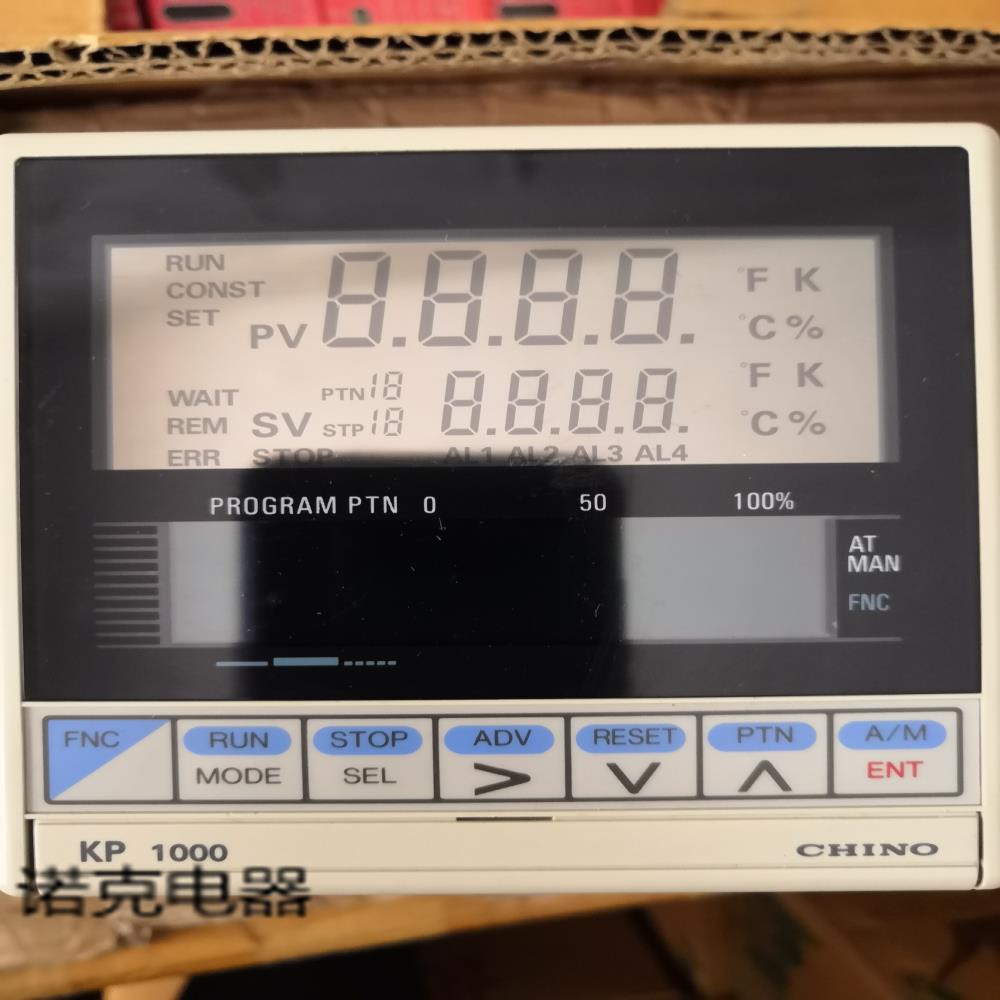 RUN
CONST
SET
PV 8.8.8.8.
°F K
°C %
WAIT
REM
ERR
SV
PTN 18
STP 18
8.8.8.8.
°F K
°C %
STOP AL1 AL2 AL3 AL4
PROGRAM PTN 0 50 100%
AT
MAN
FNC
FNC RUN STOP ADV RESET PTN A/M
MODE SEL > ∨ ∧ ENT
KP 1000 CHINO
诺克电器